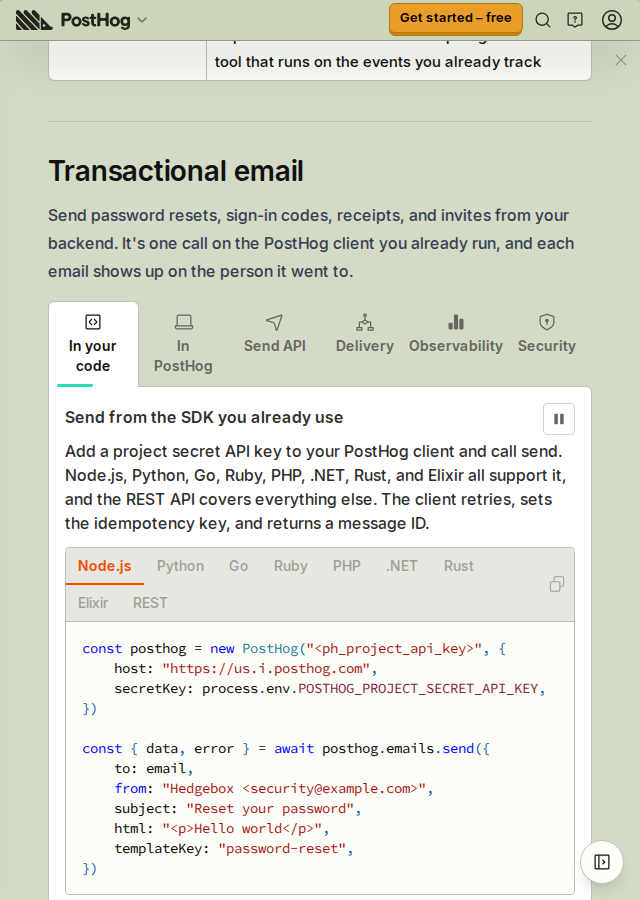 PostHog
Get started – free
tool that runs on the events you already track
Transactional email
Send password resets, sign-in codes, receipts, and invites from your
backend. It's one call on the PostHog client you already run, and each
email shows up on the person it went to.
In your
code
In
PostHog
Send API
Delivery
Observability
Security
Send from the SDK you already use
Add a project secret API key to your PostHog client and call send.
Node.js, Python, Go, Ruby, PHP, .NET, Rust, and Elixir all support it,
and the REST API covers everything else. The client retries, sets
the idempotency key, and returns a message ID.
Node.js Python Go Ruby PHP .NET Rust
Elixir REST
const posthog = new PostHog("<ph_project_api_key>", {
    host: "https://us.i.posthog.com",
    secretKey: process.env.POSTHOG_PROJECT_SECRET_API_KEY,
})

const { data, error } = await posthog.emails.send({
    to: email,
    from: "Hedgebox <security@example.com>",
    subject: "Reset your password",
    html: "<p>Hello world</p>",
    templateKey: "password-reset",
})